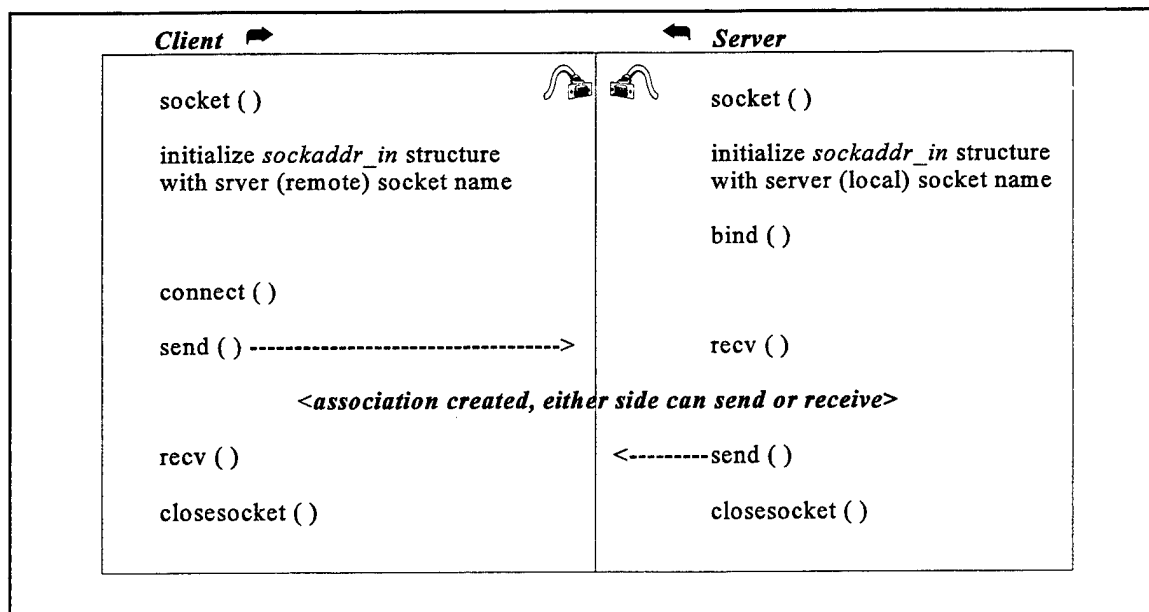 Client Server
socket ( ) socket ( )
initialize sockaddr_in structure
with srver (remote) socket name
initialize sockaddr_in structure
with server (local) socket name
bind ( )
connect ( )
send ( ) ----------------------------------> recv ( )
<association created, either side can send or receive>
recv ( ) <---------send ( )
closesocket ( ) closesocket ( )